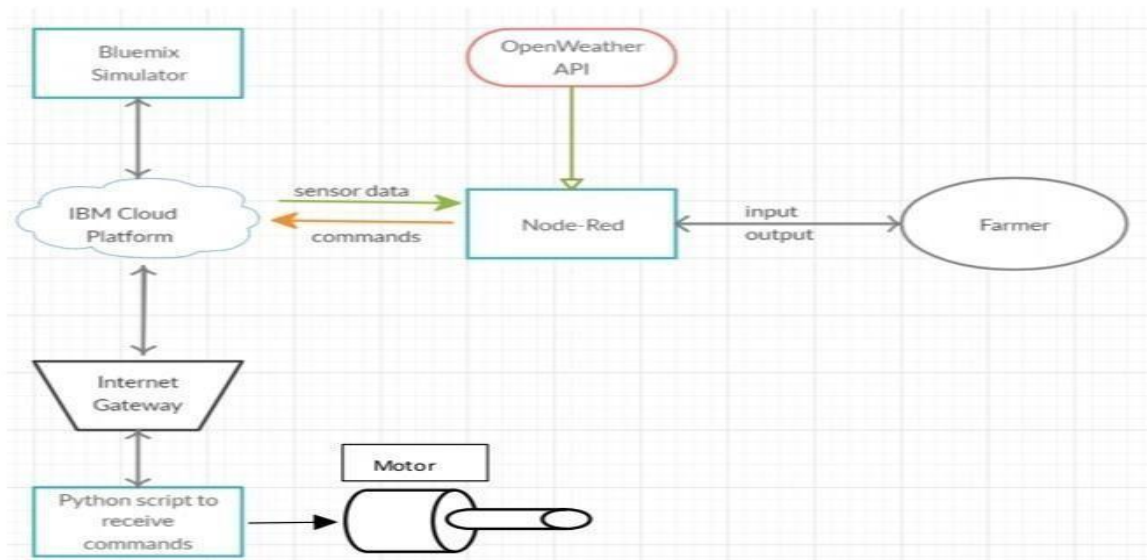 Bluemix
Simulator
OpenWeather
API
sensor data
IBM Cloud
Platform
commands
Node-Red
input
output
Farmer
Internet
Gateway
Motor
Python script to
receive
commands